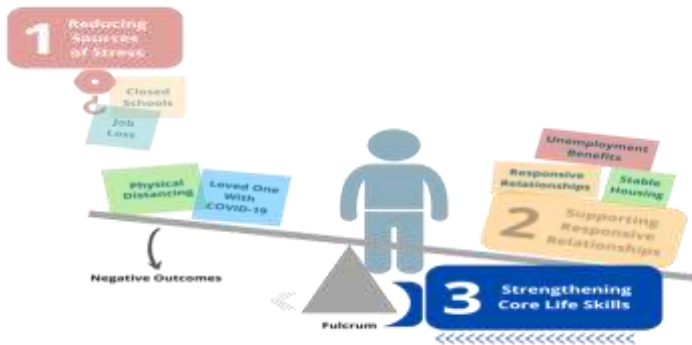 1 Reducing
Sources
of Stress
Closed
Schools
Job
Loss
Physical
Distancing
Loved One
With
COVID-19
Negative Outcomes
Unemployment
Benefits
Responsive
Relationships
Stable
Housing
2 Supporting
Responsive
Relationships
3 Strengthening
Core Life Skills
Fulcrum